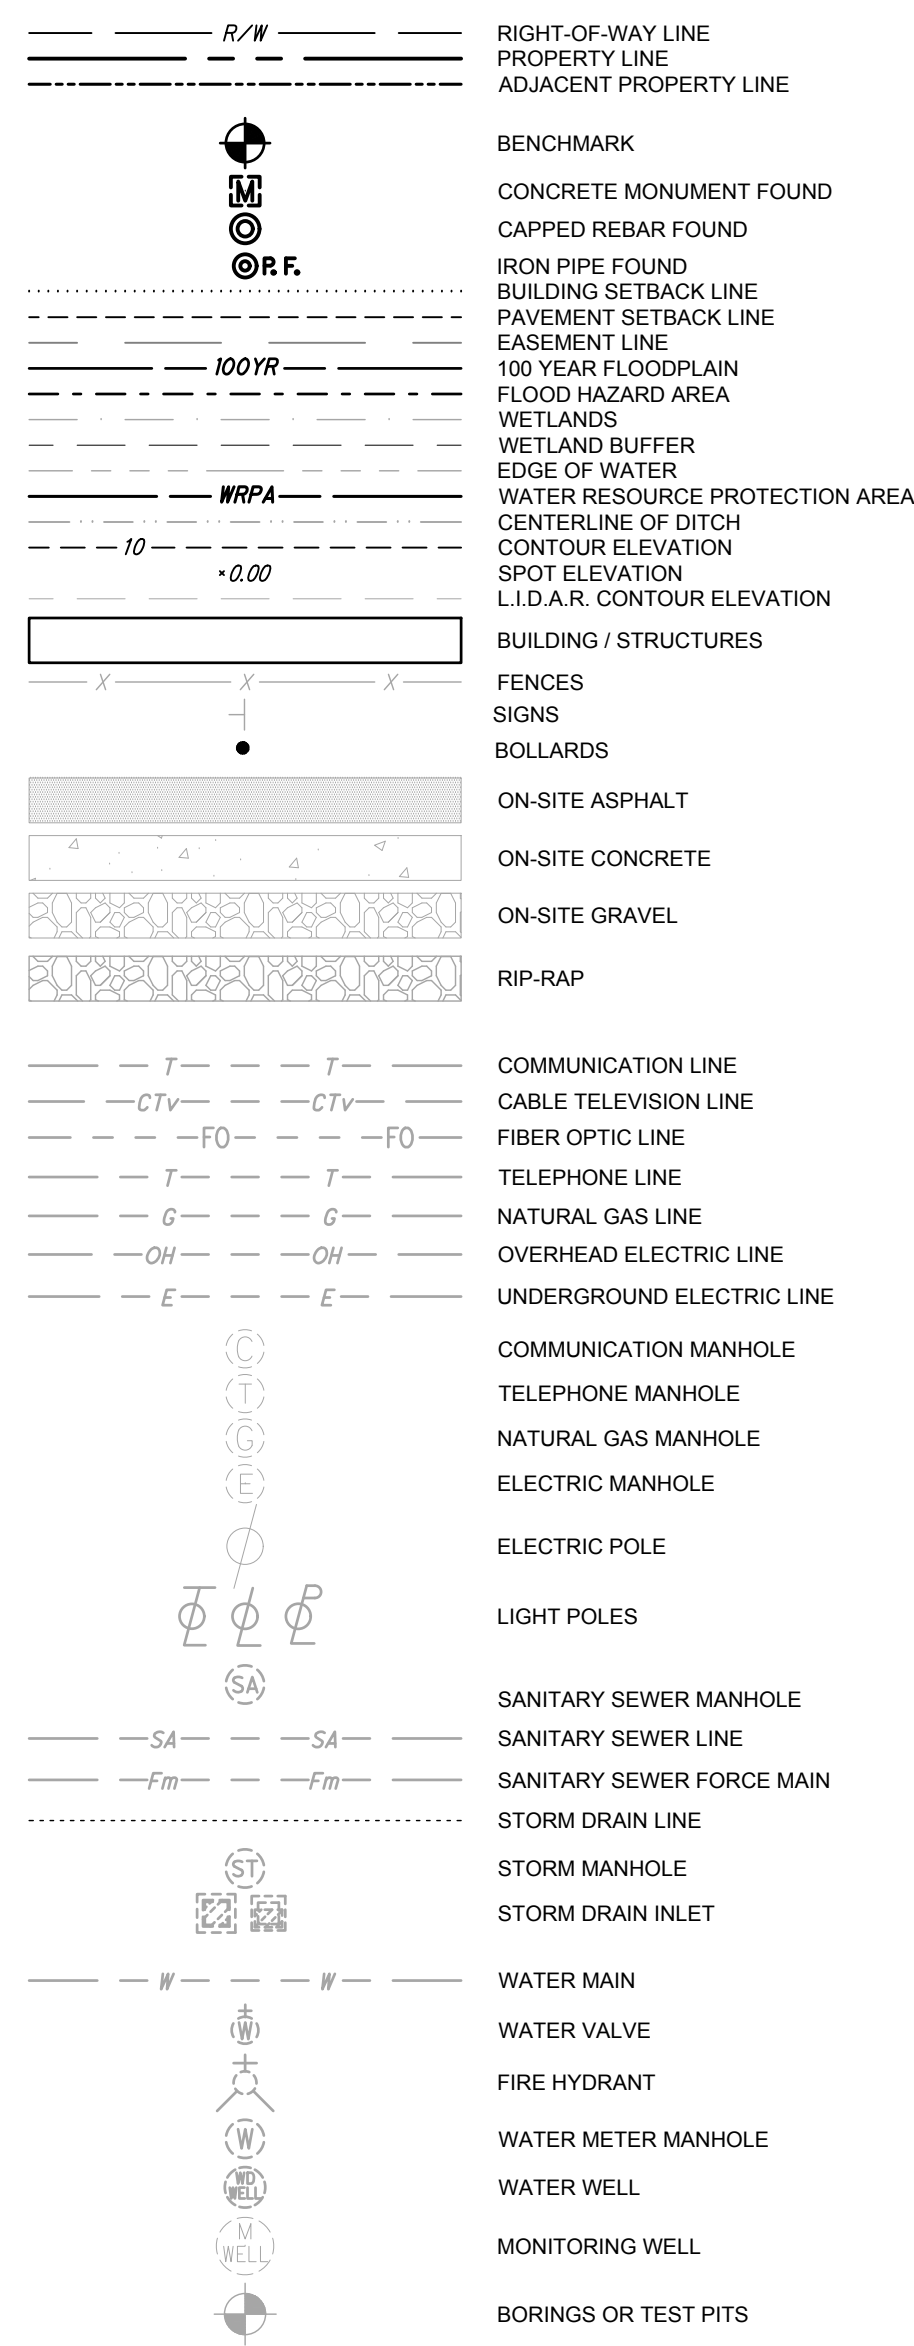 R/W RIGHT-OF-WAY LINE
PROPERTY LINE
ADJACENT PROPERTY LINE
BENCHMARK
M CONCRETE MONUMENT FOUND
CAPPED REBAR FOUND
P.F. IRON PIPE FOUND
BUILDING SETBACK LINE
PAVEMENT SETBACK LINE
EASEMENT LINE
100YR 100 YEAR FLOODPLAIN
FLOOD HAZARD AREA
WETLANDS
WETLAND BUFFER
EDGE OF WATER
WRPA WATER RESOURCE PROTECTION AREA
CENTERLINE OF DITCH
10 CONTOUR ELEVATION
×0.00 SPOT ELEVATION
L.I.D.A.R. CONTOUR ELEVATION
BUILDING / STRUCTURES
X X X FENCES
SIGNS
BOLLARDS
ON-SITE ASPHALT
ON-SITE CONCRETE
ON-SITE GRAVEL
RIP-RAP
T T COMMUNICATION LINE
CTv CTv CABLE TELEVISION LINE
FO FO FIBER OPTIC LINE
T T TELEPHONE LINE
G G NATURAL GAS LINE
OH OH OVERHEAD ELECTRIC LINE
E E UNDERGROUND ELECTRIC LINE
C COMMUNICATION MANHOLE
T TELEPHONE MANHOLE
G NATURAL GAS MANHOLE
E ELECTRIC MANHOLE
ELECTRIC POLE
LIGHT POLES
SA SANITARY SEWER MANHOLE
SA SA SANITARY SEWER LINE
Fm Fm SANITARY SEWER FORCE MAIN
STORM DRAIN LINE
ST STORM MANHOLE
STORM DRAIN INLET
W W WATER MAIN
W WATER VALVE
FIRE HYDRANT
W WATER METER MANHOLE
WD
WELL WATER WELL
M
WELL MONITORING WELL
BORINGS OR TEST PITS